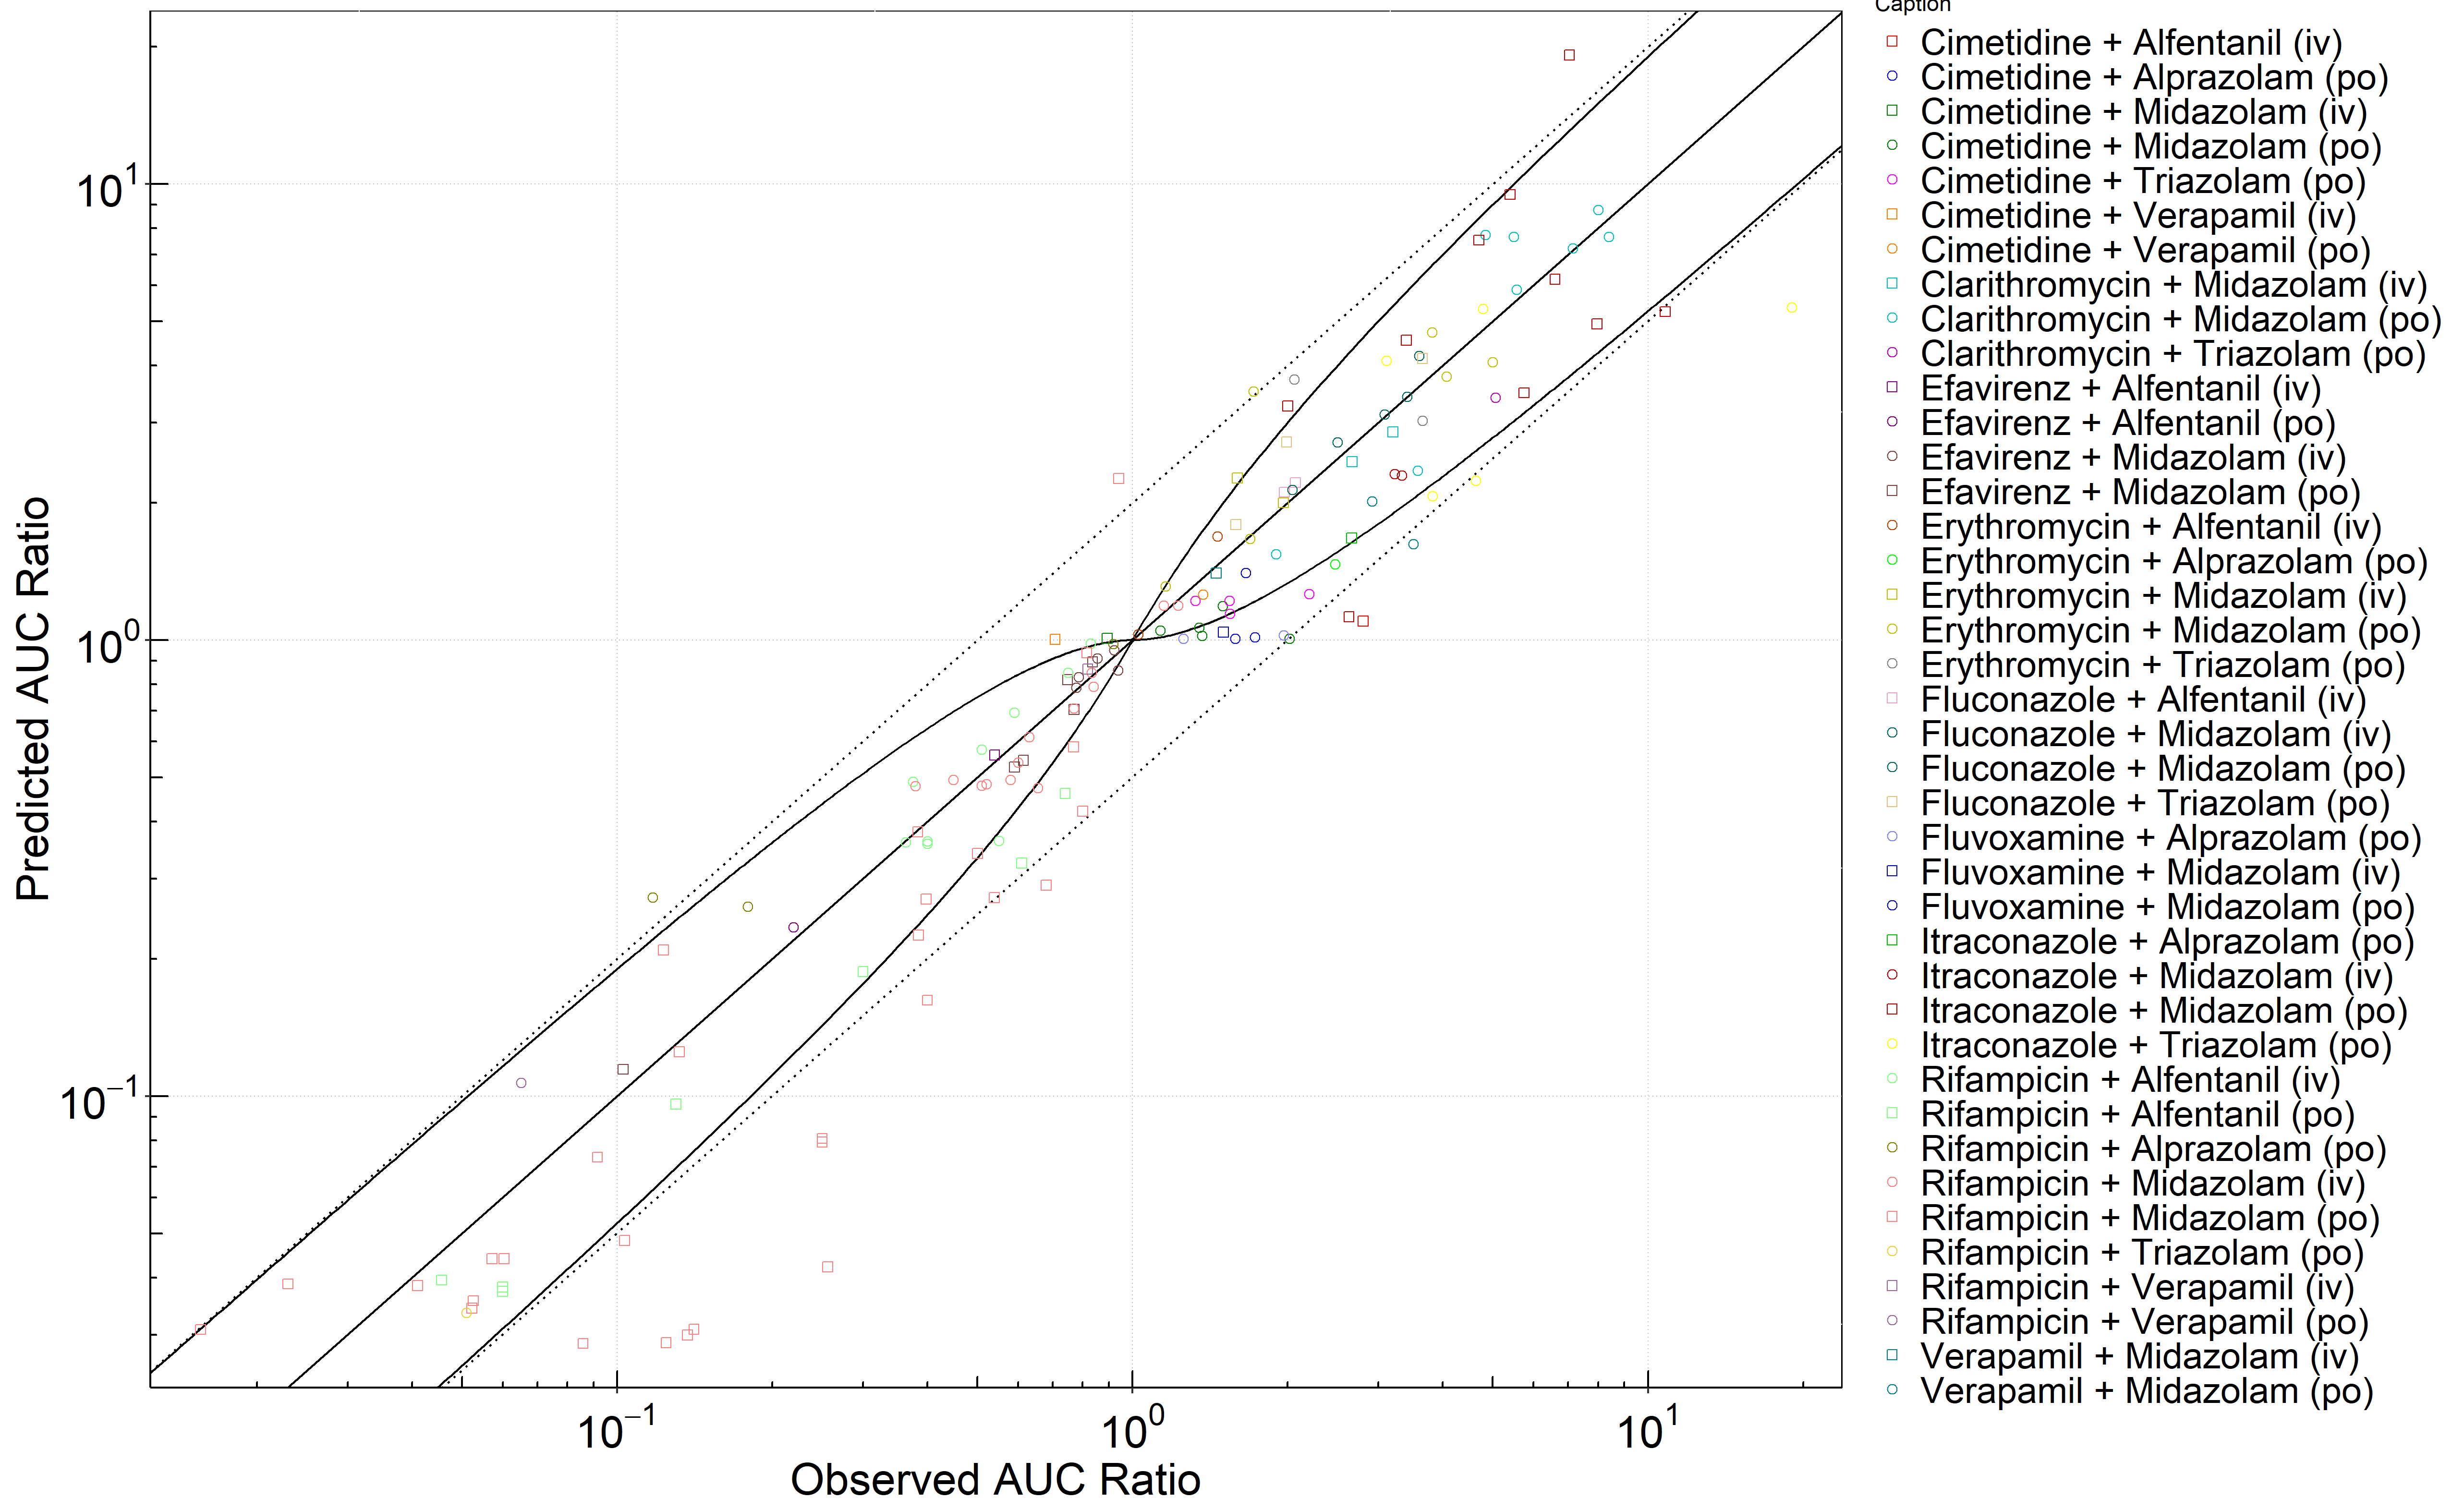 Caption
Cimetidine + Alfentanil (iv)
Cimetidine + Alprazolam (po)
Cimetidine + Midazolam (iv)
Cimetidine + Midazolam (po)
Cimetidine + Triazolam (po)
Cimetidine + Verapamil (iv)
Cimetidine + Verapamil (po)
Clarithromycin + Midazolam (iv)
Clarithromycin + Midazolam (po)
Clarithromycin + Triazolam (po)
Efavirenz + Alfentanil (iv)
Efavirenz + Alfentanil (po)
Efavirenz + Midazolam (iv)
Efavirenz + Midazolam (po)
Erythromycin + Alfentanil (iv)
Erythromycin + Alprazolam (po)
Erythromycin + Midazolam (iv)
Erythromycin + Midazolam (po)
Erythromycin + Triazolam (po)
Fluconazole + Alfentanil (iv)
Fluconazole + Midazolam (iv)
Fluconazole + Midazolam (po)
Fluconazole + Triazolam (po)
Fluvoxamine + Alprazolam (po)
Fluvoxamine + Midazolam (iv)
Fluvoxamine + Midazolam (po)
Itraconazole + Alprazolam (po)
Itraconazole + Midazolam (iv)
Itraconazole + Midazolam (po)
Itraconazole + Triazolam (po)
Rifampicin + Alfentanil (iv)
Rifampicin + Alfentanil (po)
Rifampicin + Alprazolam (po)
Rifampicin + Midazolam (iv)
Rifampicin + Midazolam (po)
Rifampicin + Triazolam (po)
Rifampicin + Verapamil (iv)
Rifampicin + Verapamil (po)
Verapamil + Midazolam (iv)
Verapamil + Midazolam (po)
Predicted AUC Ratio
10¹
10⁰
10⁻¹
10⁻¹
10⁰
10¹
Observed AUC Ratio